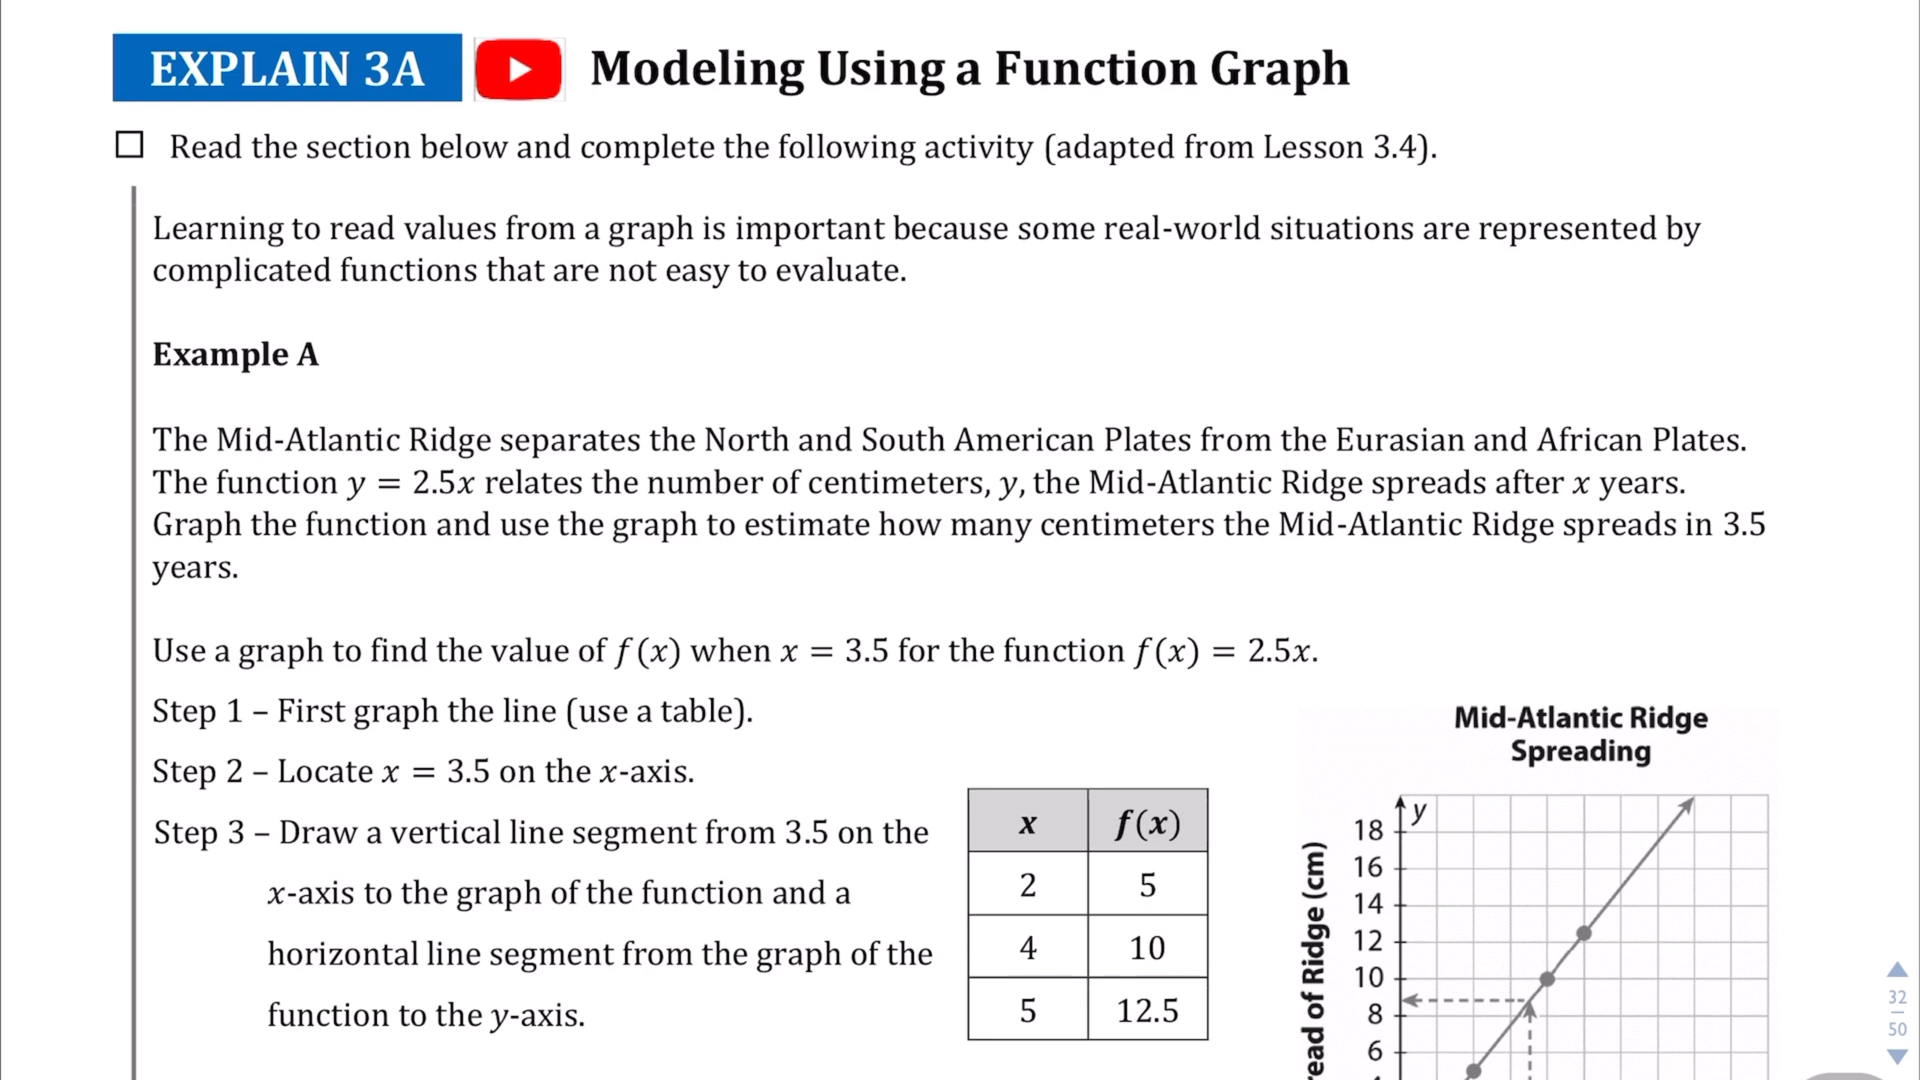 EXPLAIN 3A Modeling Using a Function Graph
Read the section below and complete the following activity (adapted from Lesson 3.4).
Learning to read values from a graph is important because some real-world situations are represented by
complicated functions that are not easy to evaluate.
Example A
The Mid-Atlantic Ridge separates the North and South American Plates from the Eurasian and African Plates.
The function y = 2.5x relates the number of centimeters, y, the Mid-Atlantic Ridge spreads after x years.
Graph the function and use the graph to estimate how many centimeters the Mid-Atlantic Ridge spreads in 3.5
years.
Use a graph to find the value of f(x) when x = 3.5 for the function f(x) = 2.5x.
Step 1 – First graph the line (use a table).
Step 2 – Locate x = 3.5 on the x-axis.
Step 3 – Draw a vertical line segment from 3.5 on the
x-axis to the graph of the function and a
horizontal line segment from the graph of the
function to the y-axis.
x f(x)
2 5
4 10
5 12.5
Mid-Atlantic Ridge
Spreading
y
18
16
14
12
10
8
6
of Ridge (cm)
32
50